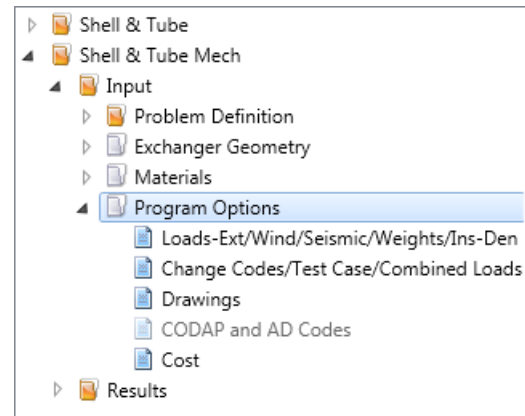 Shell & Tube
Shell & Tube Mech
Input
Problem Definition
Exchanger Geometry
Materials
Program Options
Loads-Ext/Wind/Seismic/Weights/Ins-Den
Change Codes/Test Case/Combined Loads
Drawings
CODAP and AD Codes
Cost
Results